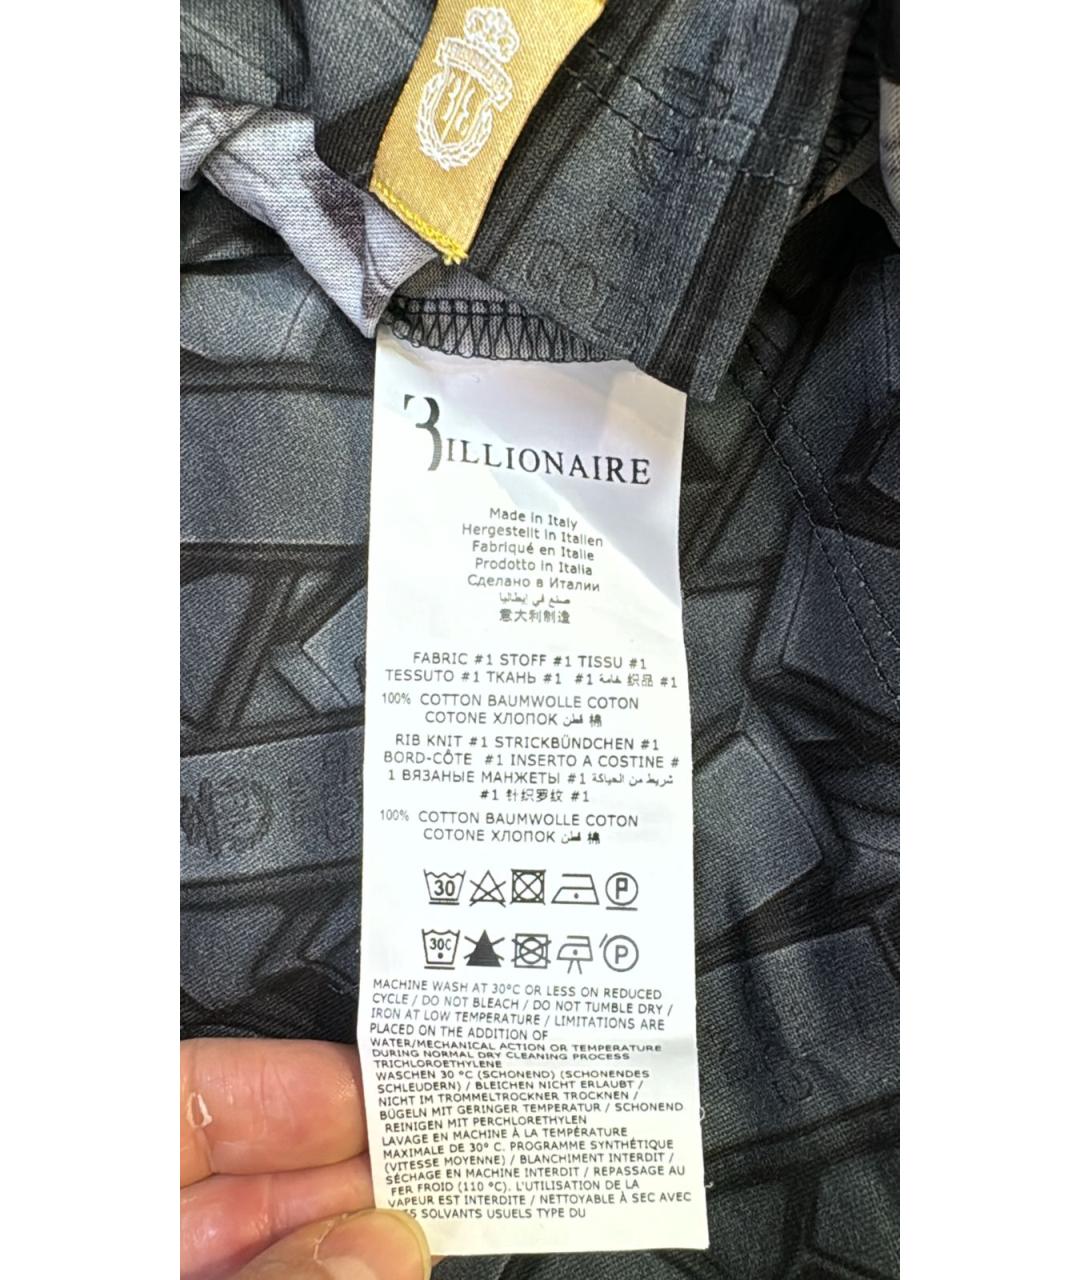 BILLIONAIRE
Made in Italy
Hergestellt in Italien
Fabriqué en Italie
Prodotto in Italia
Сделано в Италии
صنع في إيطاليا
意大利制造
FABRIC #1 STOFF #1 TISSU #1
TESSUTO #1 ТКАНЬ #1 #1 خامة 织品 #1
100% COTTON BAUMWOLLE COTON
COTONE ХЛОПОК قطن 棉
RIB KNIT #1 STRICKBÜNDCHEN #1
BORD-CÔTE #1 INSERTO A COSTINE #
1 ВЯЗАНЫЕ МАНЖЕТЫ #1 شريط من الحياكة
#1 针织罗纹 #1
100% COTTON BAUMWOLLE COTON
COTONE ХЛОПОК قطن 棉
30 P
30C P
MACHINE WASH AT 30°C OR LESS ON REDUCED
CYCLE / DO NOT BLEACH / DO NOT TUMBLE DRY /
IRON AT LOW TEMPERATURE / LIMITATIONS ARE
PLACED ON THE ADDITION OF
WATER/MECHANICAL ACTION OR TEMPERATURE
DURING NORMAL DRY CLEANING PROCESS
TRICHLOROETHYLENE
WASCHEN 30 °C (SCHONEND) (SCHONENDES
SCHLEUDERN) / BLEICHEN NICHT ERLAUBT /
NICHT IM TROMMELTROCKNER TROCKNEN /
BÜGELN MIT GERINGER TEMPERATUR / SCHONEND
REINIGEN MIT PERCHLORETHYLEN
LAVAGE EN MACHINE À LA TEMPÉRATURE
MAXIMALE DE 30° C. PROGRAMME SYNTHÉTIQUE
(VITESSE MOYENNE) / BLANCHIMENT INTERDIT /
SÉCHAGE EN MACHINE INTERDIT / REPASSAGE AU
FER FROID (110 °C). L'UTILISATION DE LA
VAPEUR EST INTERDITE / NETTOYABLE À SEC AVEC
SOLVANTS USUELS TYPE DU